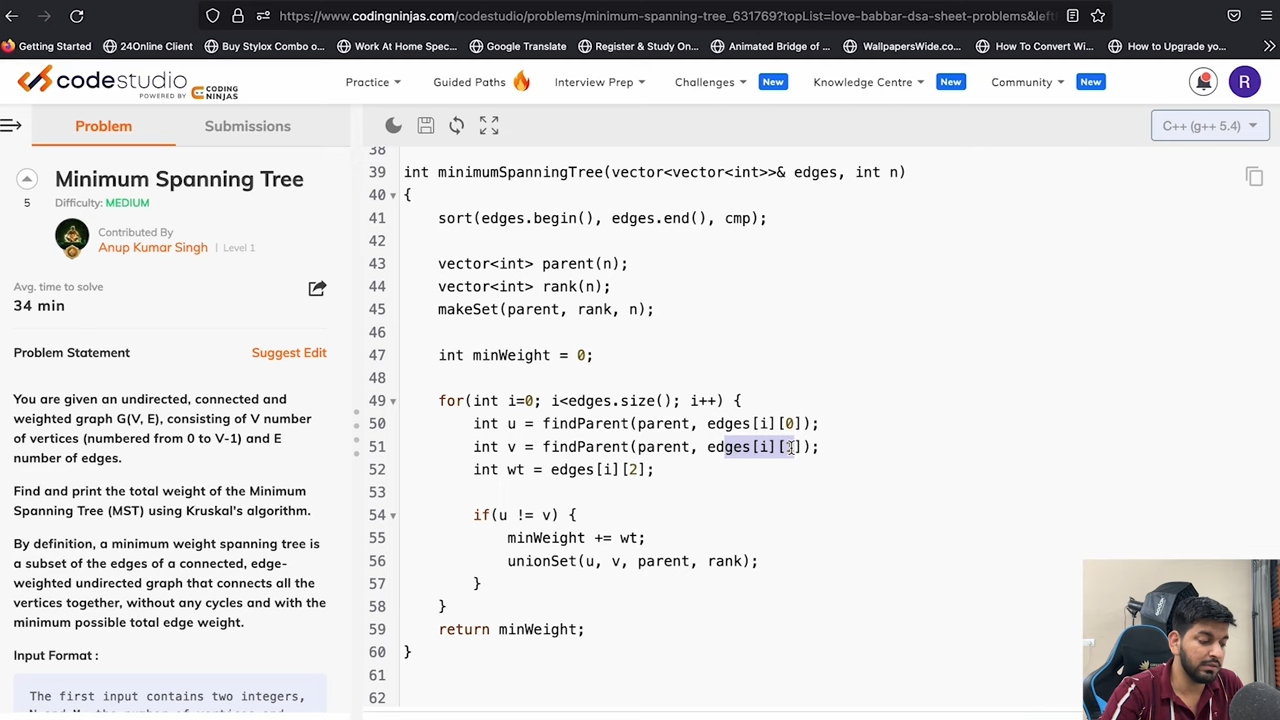 https://www.codingninjas.com/codestudio/problems/minimum-spanning-tree_631769?topList=love-babbar-dsa-sheet-problems&left
Getting Started
24Online Client
Buy Stylox Combo o...
Work At Home Spec...
Google Translate
Register & Study On...
Animated Bridge of ...
WallpapersWide.co...
How To Convert Wi...
How to Upgrade yo...
codestudio
POWERED BY CODING NINJAS
Practice
Guided Paths
Interview Prep
Challenges
New
Knowledge Centre
New
Community
New
R
Problem
Submissions
C++ (g++ 5.4)
Minimum Spanning Tree
Difficulty: MEDIUM
5
Contributed By
Anup Kumar Singh | Level 1
Avg. time to solve
34 min
Problem Statement
Suggest Edit
You are given an undirected, connected and
weighted graph G(V, E), consisting of V number
of vertices (numbered from 0 to V-1) and E
number of edges.
Find and print the total weight of the Minimum
Spanning Tree (MST) using Kruskal's algorithm.
By definition, a minimum weight spanning tree is
a subset of the edges of a connected, edge-
weighted undirected graph that connects all the
vertices together, without any cycles and with the
minimum possible total edge weight.
Input Format :
The first input contains two integers,
38
39 int minimumSpanningTree(vector<vector<int>>& edges, int n)
40 {
41 sort(edges.begin(), edges.end(), cmp);
42
43 vector<int> parent(n);
44 vector<int> rank(n);
45 makeSet(parent, rank, n);
46
47 int minWeight = 0;
48
49 for(int i=0; i<edges.size(); i++) {
50 int u = findParent(parent, edges[i][0]);
51 int v = findParent(parent, edges[i][1]);
52 int wt = edges[i][2];
53
54 if(u != v) {
55 minWeight += wt;
56 unionSet(u, v, parent, rank);
57 }
58 }
59 return minWeight;
60 }
61
62